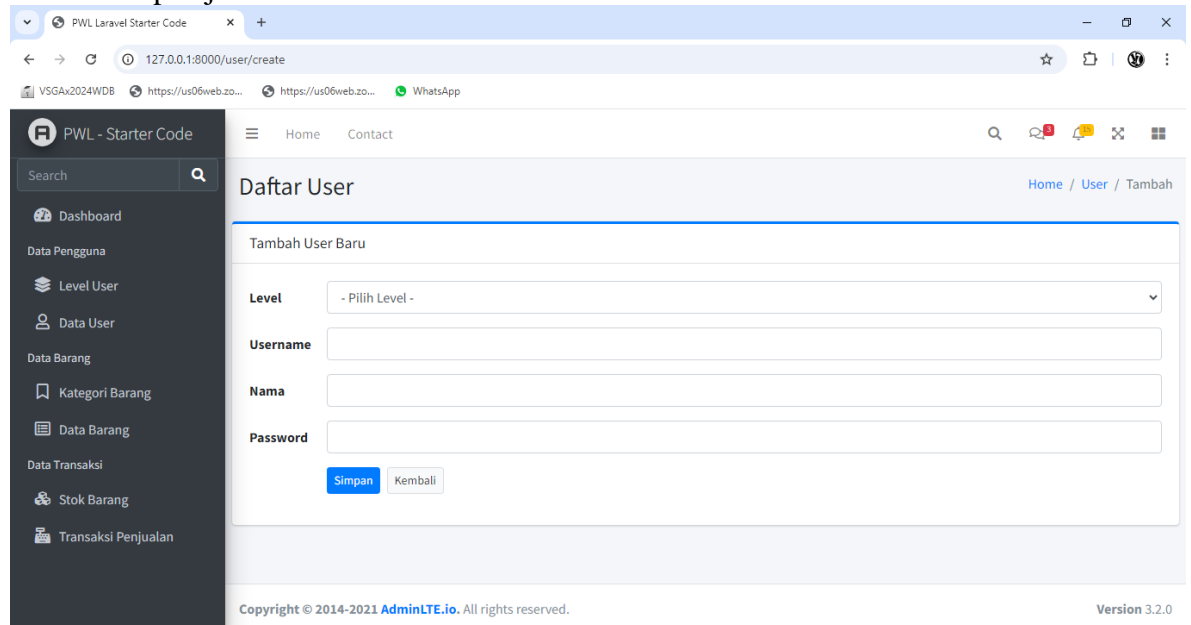 PWL Laravel Starter Code
127.0.0.1:8000/user/create
VSGAx2024WDB https://us06web.zo... https://us06web.zo... WhatsApp
PWL - Starter Code
Home Contact
3
15
Search
Daftar User
Home / User / Tambah
Dashboard
Data Pengguna
Level User
Data User
Data Barang
Kategori Barang
Data Barang
Data Transaksi
Stok Barang
Transaksi Penjualan
Tambah User Baru
Level - Pilih Level -
Username
Nama
Password
Simpan Kembali
Copyright © 2014-2021 AdminLTE.io. All rights reserved.
Version 3.2.0